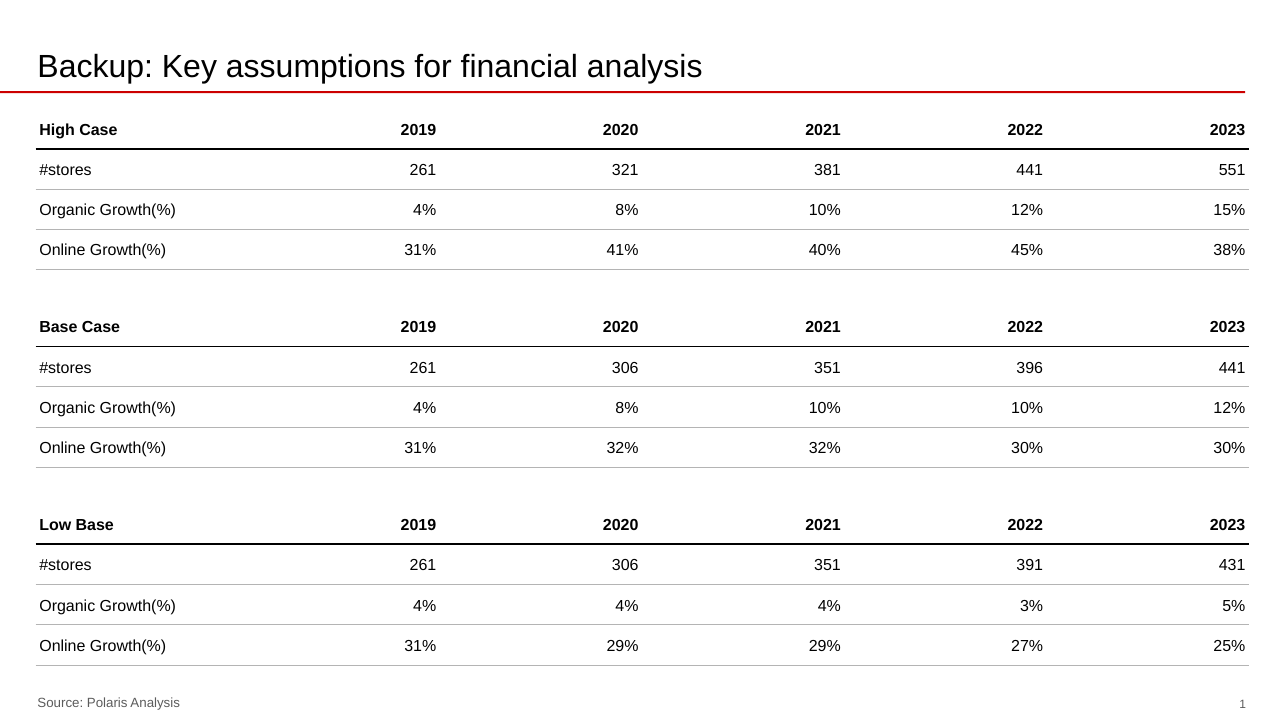 Backup: Key assumptions for financial analysis
High Case 2019 2020 2021 2022 2023
#stores 261 321 381 441 551
Organic Growth(%) 4% 8% 10% 12% 15%
Online Growth(%) 31% 41% 40% 45% 38%
Base Case 2019 2020 2021 2022 2023
#stores 261 306 351 396 441
Organic Growth(%) 4% 8% 10% 10% 12%
Online Growth(%) 31% 32% 32% 30% 30%
Low Base 2019 2020 2021 2022 2023
#stores 261 306 351 391 431
Organic Growth(%) 4% 4% 4% 3% 5%
Online Growth(%) 31% 29% 29% 27% 25%
Source: Polaris Analysis 1